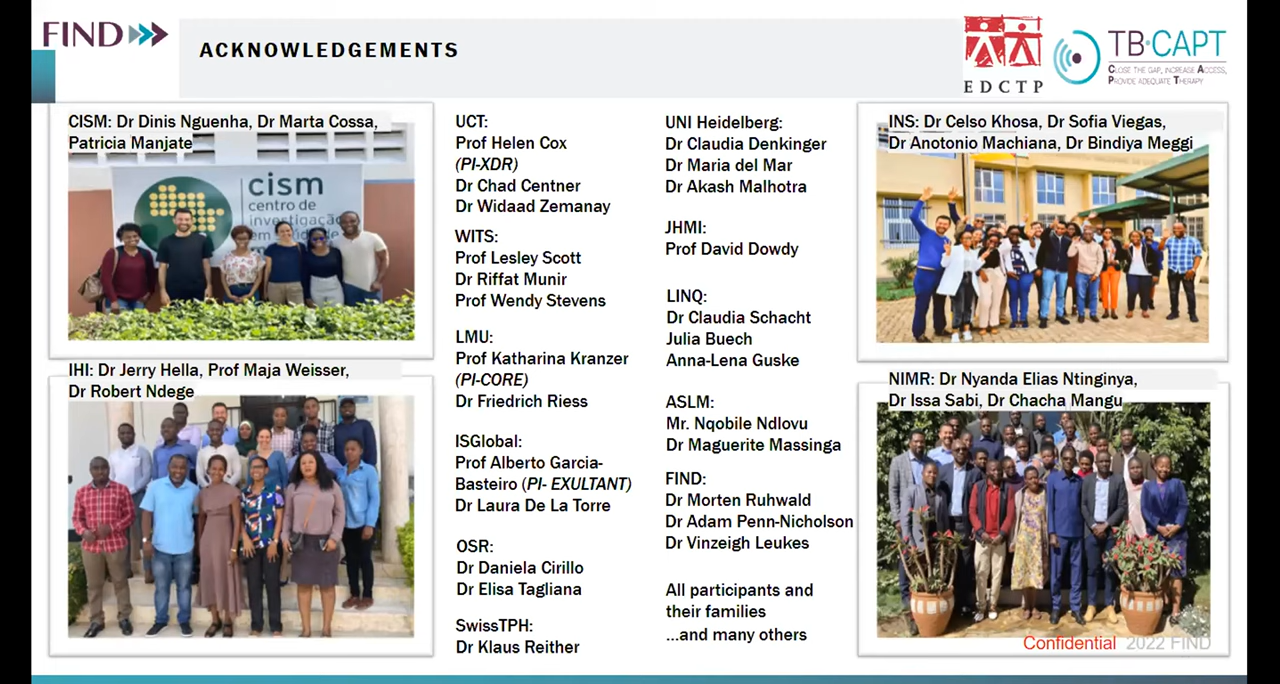 FIND
ACKNOWLEDGEMENTS
EDCTP
TB·CAPT
CLOSE THE GAP, INCREASE ACCESS,
PROVIDE ADEQUATE THERAPY
CISM: Dr Dinis Nguenha, Dr Marta Cossa,
Patricia Manjate
cism
centro de
investigação
em
IHI: Dr Jerry Hella, Prof Maja Weisser,
Dr Robert Ndege
UCT:
Prof Helen Cox
(PI-XDR)
Dr Chad Centner
Dr Widaad Zemanay
WITS:
Prof Lesley Scott
Dr Riffat Munir
Prof Wendy Stevens
LMU:
Prof Katharina Kranzer
(PI-CORE)
Dr Friedrich Riess
ISGlobal:
Prof Alberto Garcia-
Basteiro (PI- EXULTANT)
Dr Laura De La Torre
OSR:
Dr Daniela Cirillo
Dr Elisa Tagliana
SwissTPH:
Dr Klaus Reither
UNI Heidelberg:
Dr Claudia Denkinger
Dr Maria del Mar
Dr Akash Malhotra
JHMI:
Prof David Dowdy
LINQ:
Dr Claudia Schacht
Julia Buech
Anna-Lena Guske
ASLM:
Mr. Nqobile Ndlovu
Dr Maguerite Massinga
FIND:
Dr Morten Ruhwald
Dr Adam Penn-Nicholson
Dr Vinzeigh Leukes
All participants and
their families
...and many others
INS: Dr Celso Khosa, Dr Sofia Viegas,
Dr Anotonio Machiana, Dr Bindiya Meggi
NIMR: Dr Nyanda Elias Ntinginya,
Dr Issa Sabi, Dr Chacha Mangu
Confidential 2022 FIND